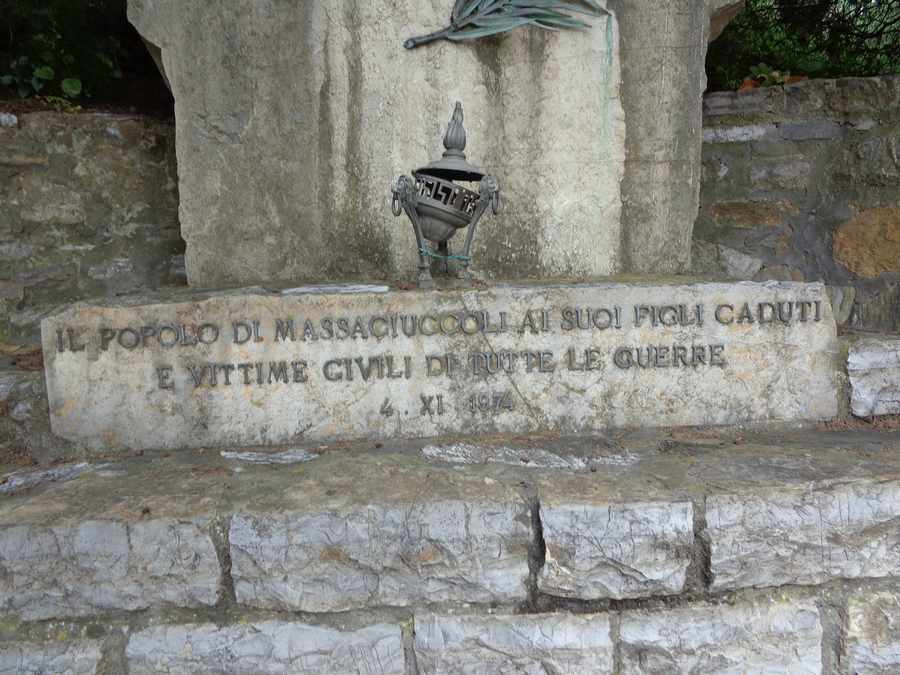 IL POPOLO DI MASSACIUCCOLI AI SUOI FIGLI CADUTI
E VITTIME CIVILI DI TUTTE LE GUERRE
4 . XI 1974